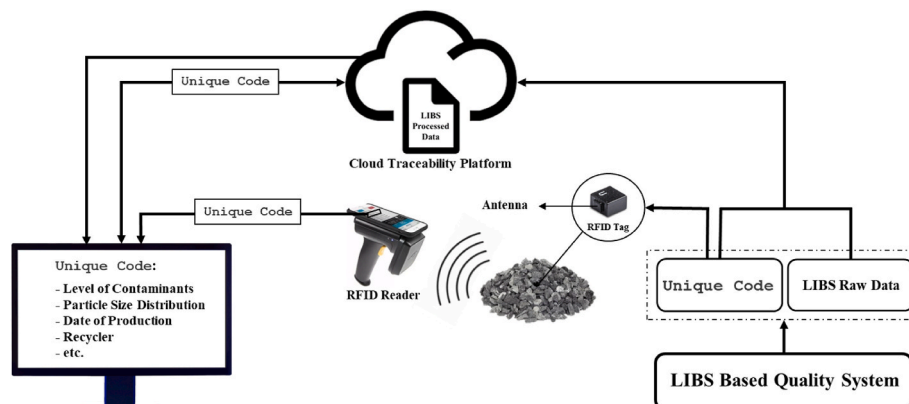 Unique Code
LIBS
Processed
Data
Cloud Traceability Platform
Unique Code
Antenna
RFID Tag
RFID Reader
Unique Code:
- Level of Contaminants
- Particle Size Distribution
- Date of Production
- Recycler
- etc.
Unique Code
LIBS Raw Data
LIBS Based Quality System